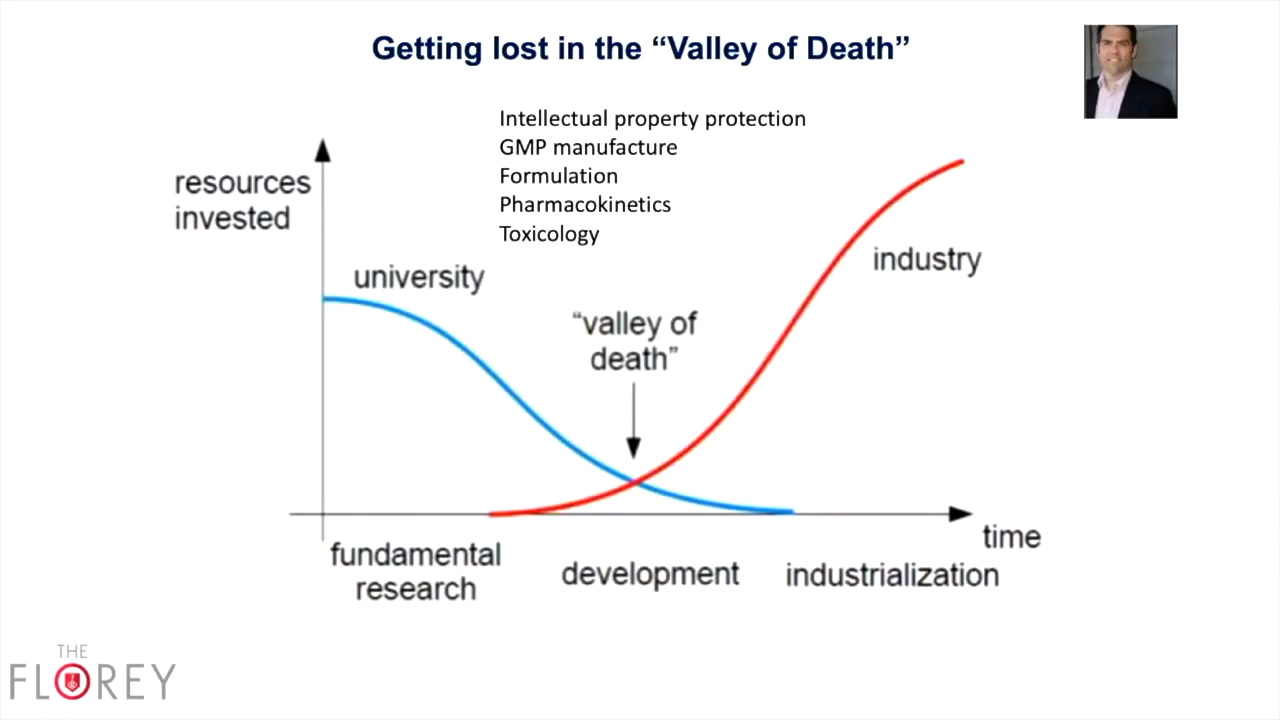 Getting lost in the “Valley of Death”
Intellectual property protection
GMP manufacture
Formulation
Pharmacokinetics
Toxicology
resources
invested
university
“valley of
death”
industry
time
fundamental
research
development
industrialization
THE
FLOREY